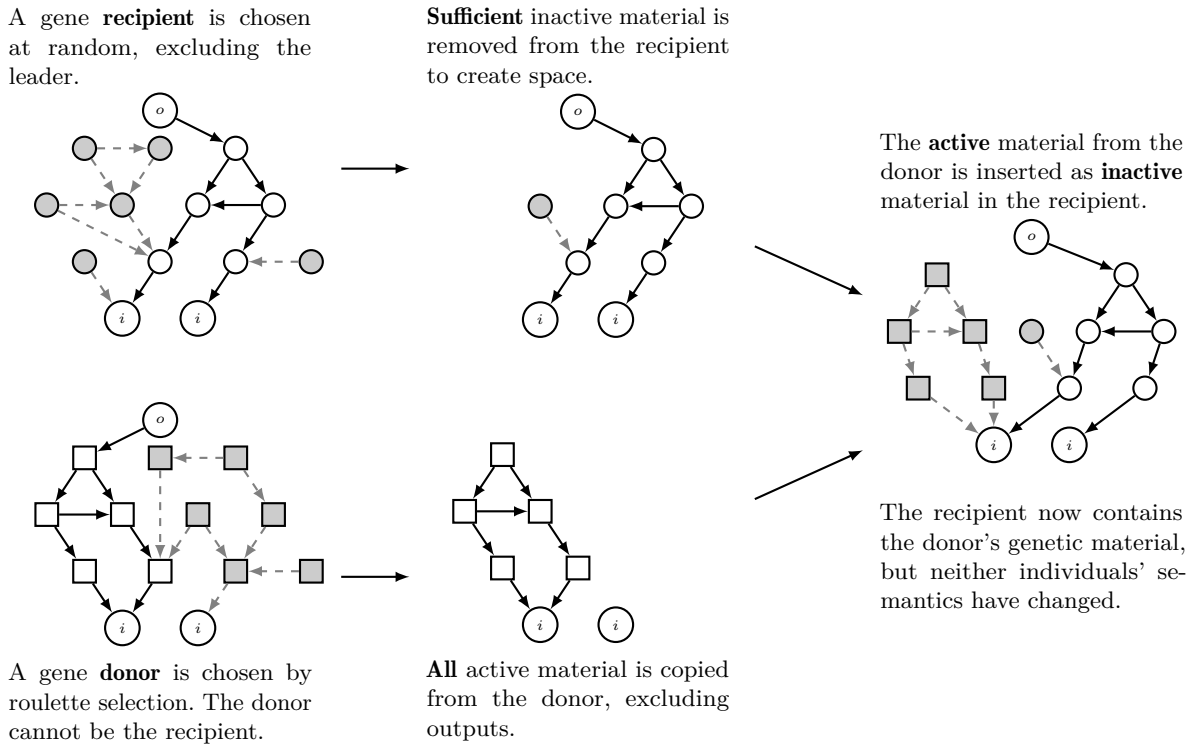 A gene recipient is chosen
at random, excluding the
leader.
o
i
i
Sufficient inactive material is
removed from the recipient
to create space.
o
i
i
The active material from the
donor is inserted as inactive
material in the recipient.
o
i
i
The recipient now contains
the donor's genetic material,
but neither individuals' se-
mantics have changed.
o
i
i
A gene donor is chosen by
roulette selection. The donor
cannot be the recipient.
i
i
All active material is copied
from the donor, excluding
outputs.